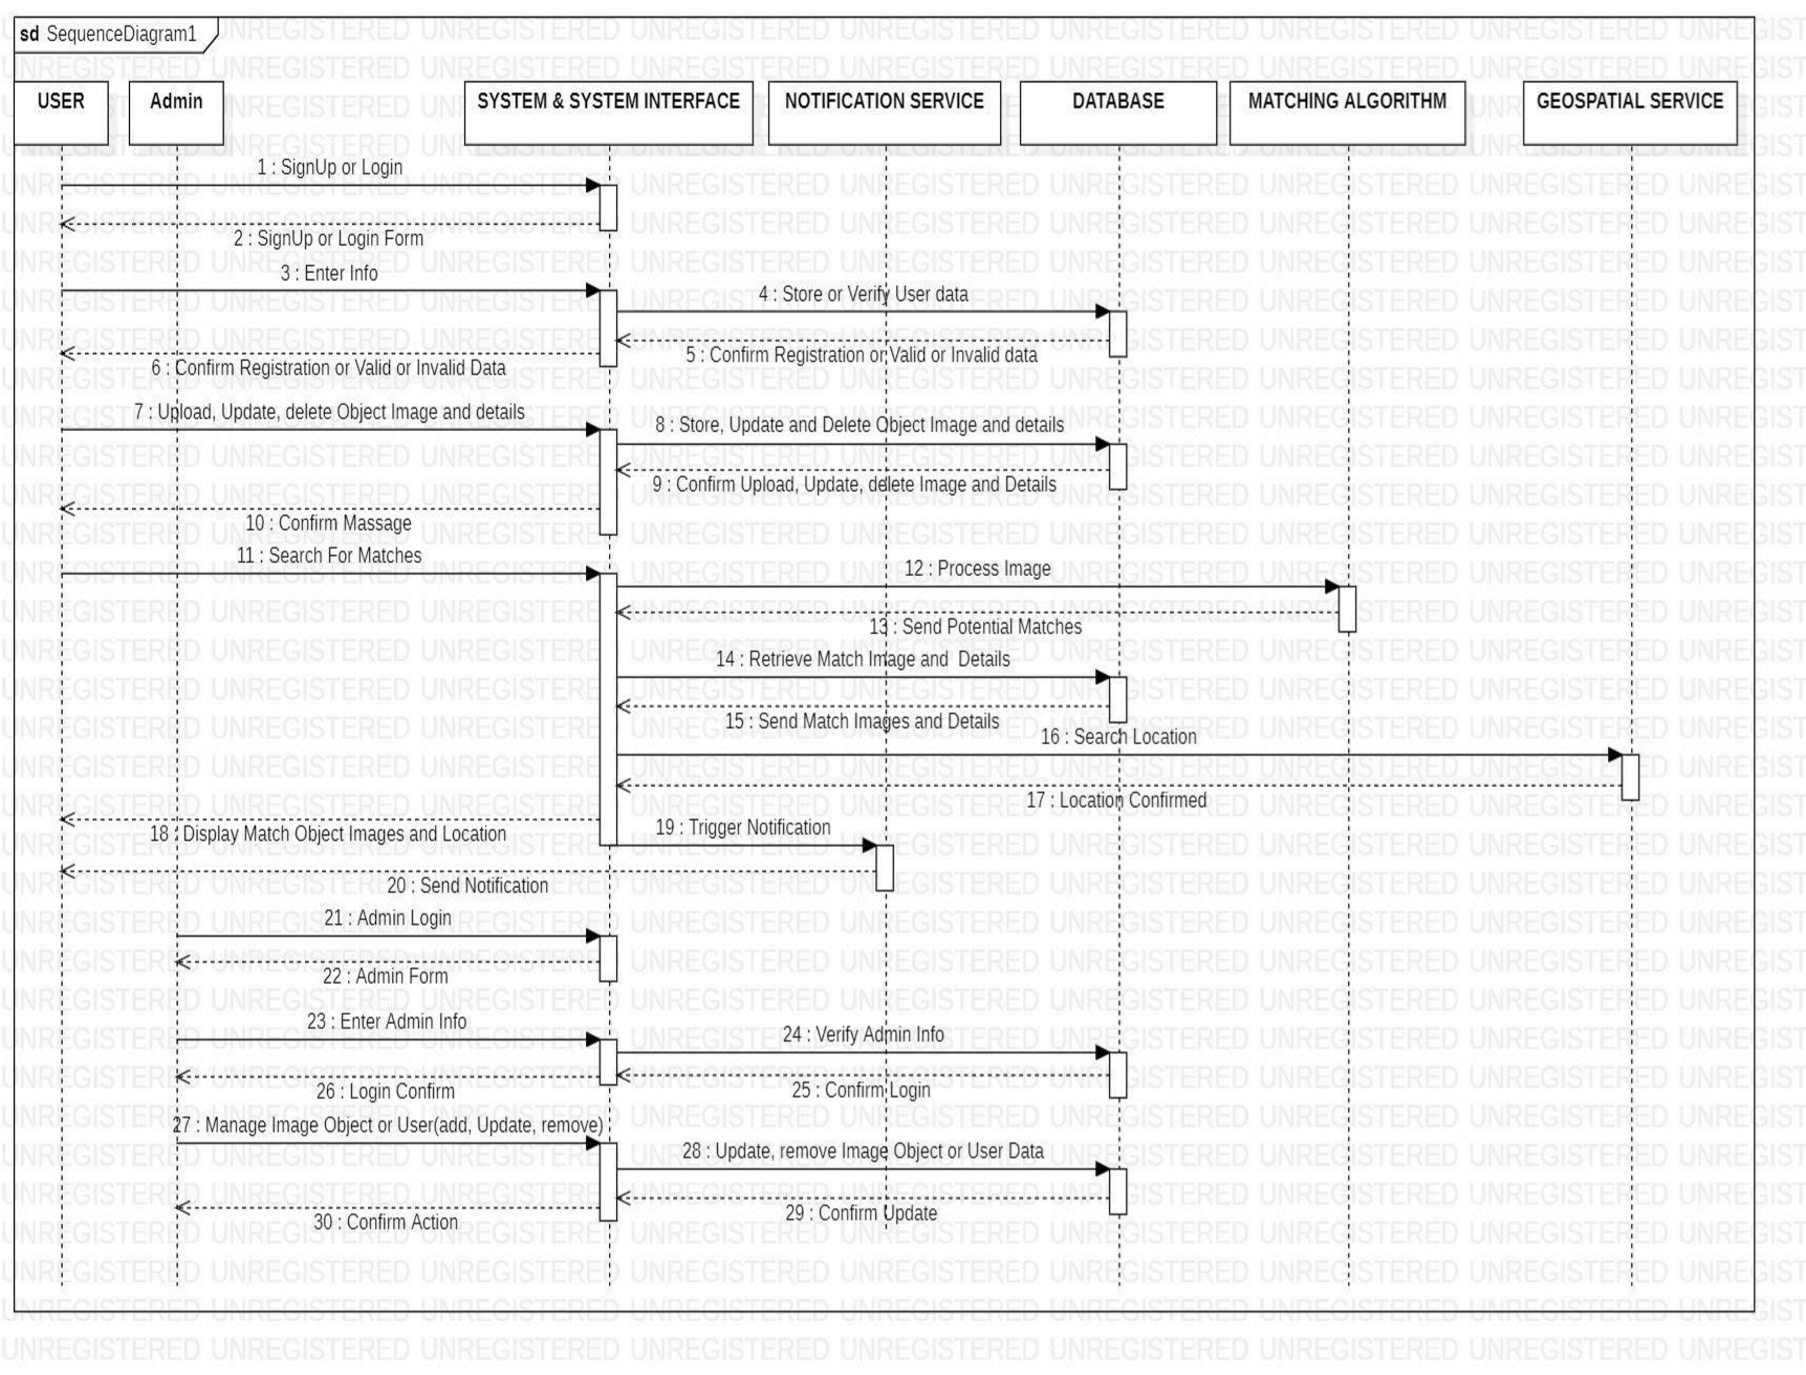 sd SequenceDiagram1
USER
Admin
SYSTEM & SYSTEM INTERFACE
NOTIFICATION SERVICE
DATABASE
MATCHING ALGORITHM
GEOSPATIAL SERVICE
1 : SignUp or Login
2 : SignUp or Login Form
3 : Enter Info
4 : Store or Verify User data
5 : Confirm Registration or Valid or Invalid data
6 : Confirm Registration or Valid or Invalid Data
7 : Upload, Update, delete Object Image and details
8 : Store, Update and Delete Object Image and details
9 : Confirm Upload, Update, delete Image and Details
10 : Confirm Massage
11 : Search For Matches
12 : Process Image
13 : Send Potential Matches
14 : Retrieve Match Image and  Details
15 : Send Match Images and Details
16 : Search Location
17 : Location Confirmed
18 : Display Match Object Images and Location
19 : Trigger Notification
20 : Send Notification
21 : Admin Login
22 : Admin Form
23 : Enter Admin Info
24 : Verify Admin Info
25 : Confirm Login
26 : Login Confirm
27 : Manage Image Object or User(add, Update, remove)
28 : Update, remove Image Object or User Data
29 : Confirm Update
30 : Confirm Action
UNREGISTERED UNREGISTERED UNREGISTERED UNREGISTERED UNREGISTERED UNREGISTERED UNREGISTERED UNREGISTERED UNREGIST